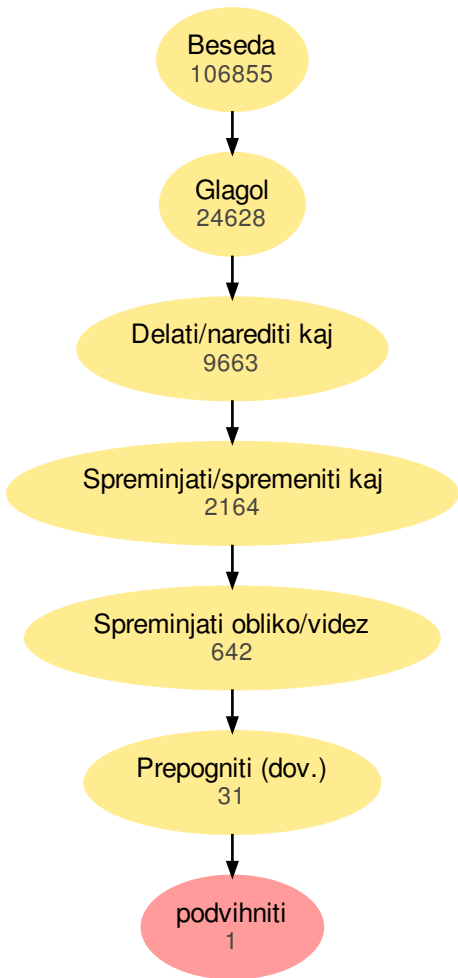 Beseda
106855
Glagol
24628
Delati/narediti kaj
9663
Spreminjati/spremeniti kaj
2164
Spreminjati obliko/videz
642
Prepogniti (dov.)
31
podvihniti
1